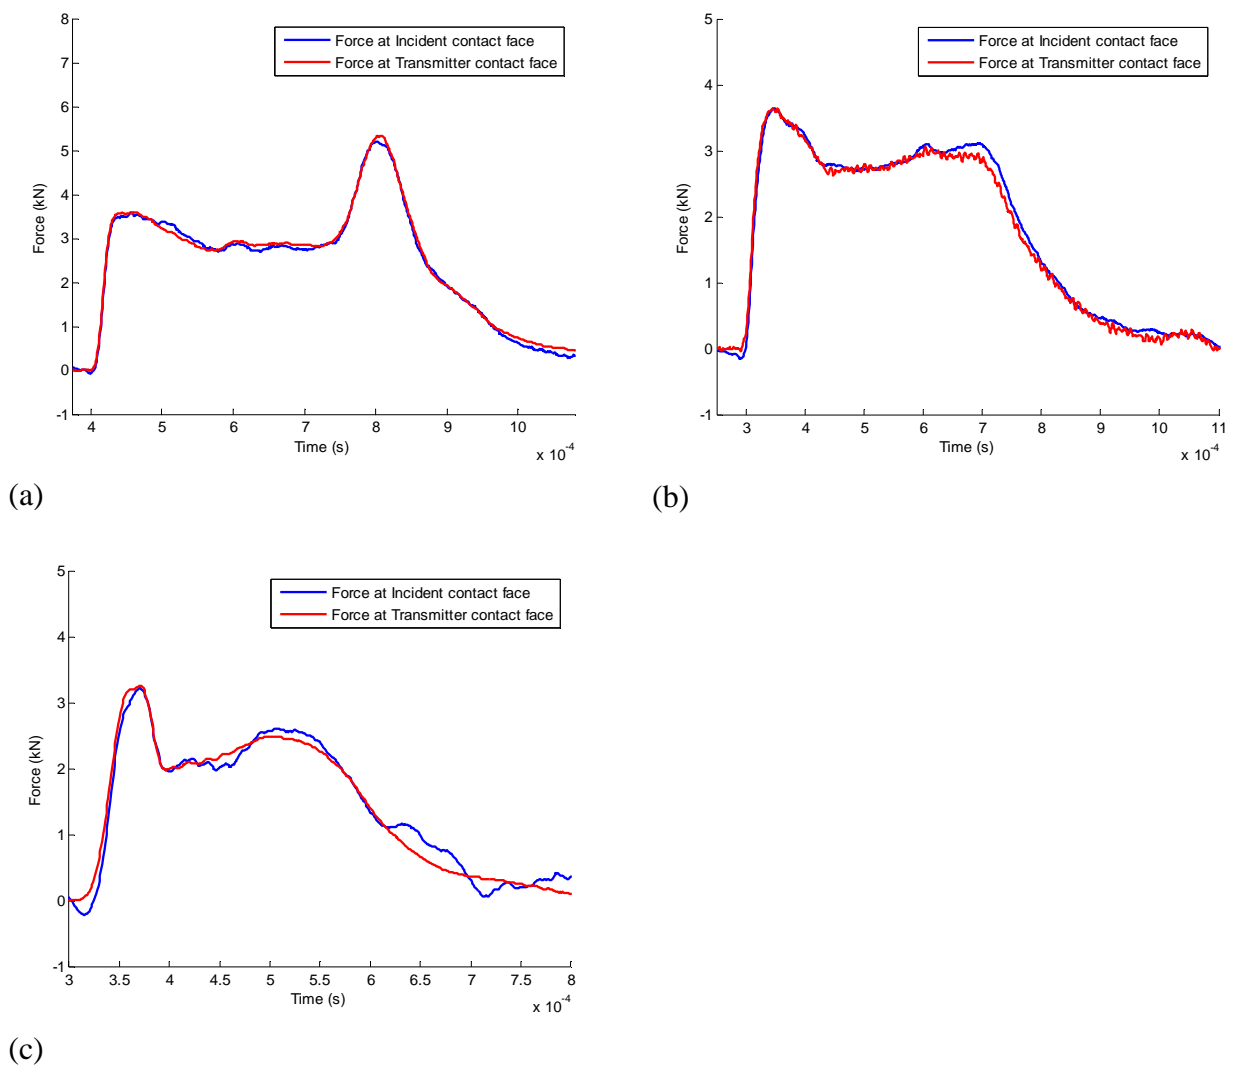 8
7
6
5
4
3
2
1
0
-1
Force (kN)
Force at Incident contact face
Force at Transmitter contact face
4 5 6 7 8 9 10
Time (s)
x 10-4
(a)
5
4
3
2
1
0
-1
Force (kN)
Force at Incident contact face
Force at Transmitter contact face
3 4 5 6 7 8 9 10 11
Time (s)
x 10-4
(b)
5
4
3
2
1
0
-1
Force (kN)
Force at Incident contact face
Force at Transmitter contact face
3 3.5 4 4.5 5 5.5 6 6.5 7 7.5 8
Time (s)
x 10-4
(c)